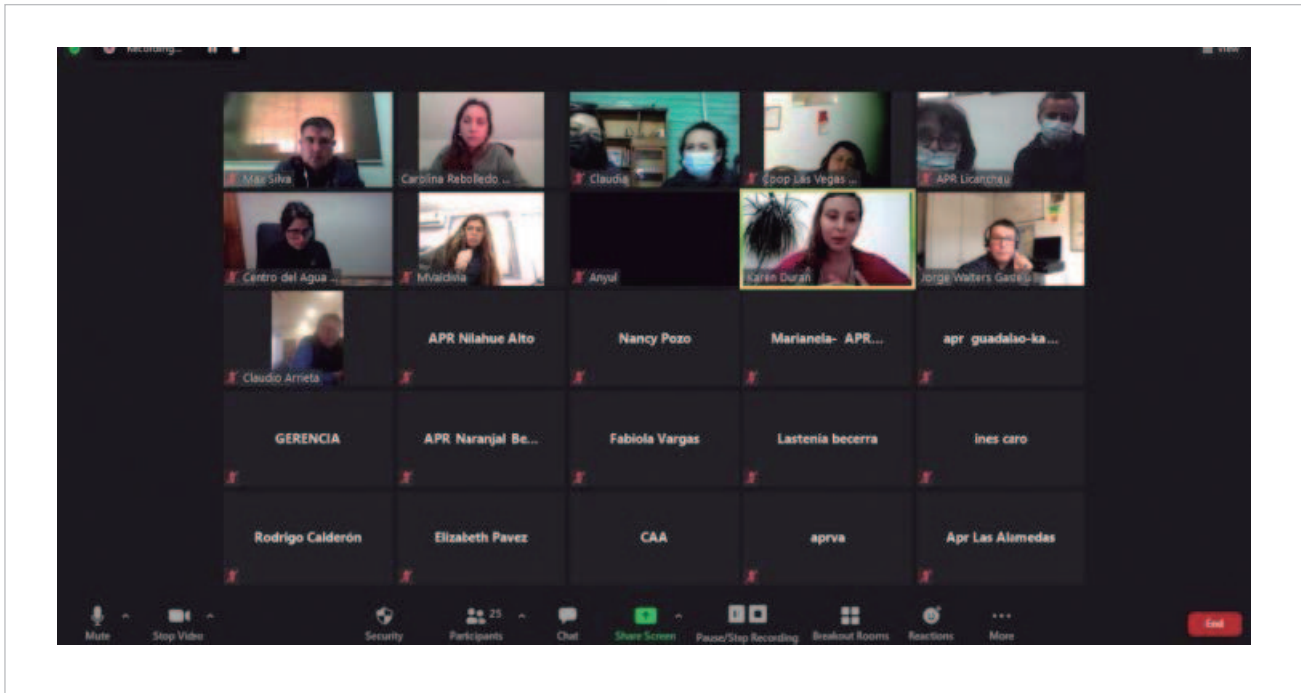 Recording...
View
Max Silva
Carolina Rebolledo ...
Claudia
Coop Las Vegas ...
APR Licancheu
Centro del Agua ...
MValdivia
Anyul
Karen Duran
Jorge Walters Gastelu
Claudio Arrieta
APR Nilahue Alto
Nancy Pozo
Marianela- APR...
apr guadalao-ka...
GERENCIA
APR Naranjal Be...
Fabiola Vargas
Lastenia becerra
ines caro
Rodrigo Calderón
Elizabeth Pavez
CAA
aprva
Apr Las Alamedas
Mute
Stop Video
Security
25
Participants
Chat
Share Screen
Pause/Stop Recording
Breakout Rooms
Reactions
More
End